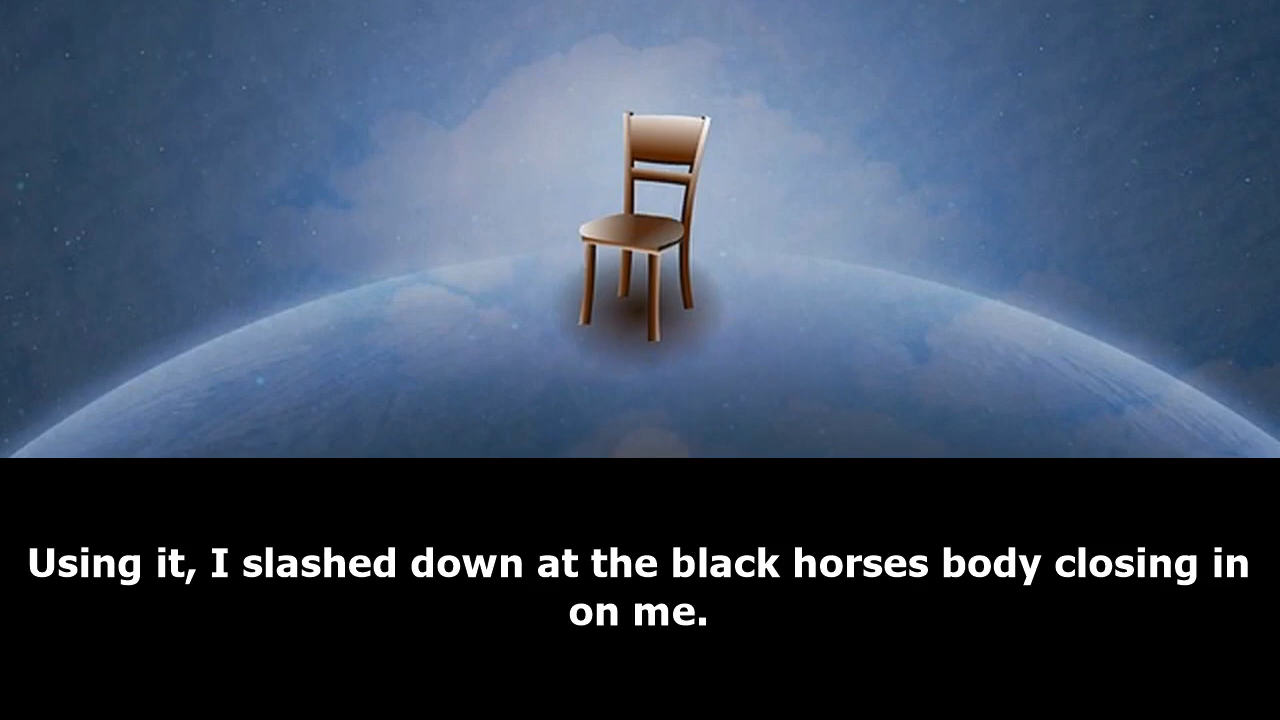 Using it, I slashed down at the black horses body closing in
on me.